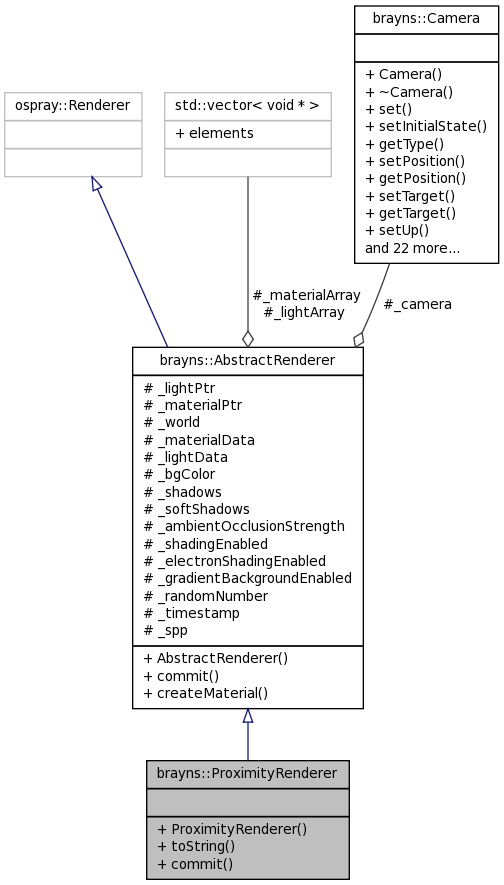 brayns::Camera
+ Camera()
+ ~Camera()
+ set()
+ setInitialState()
+ getType()
+ setPosition()
+ getPosition()
+ setTarget()
+ getTarget()
+ setUp()
and 22 more...
ospray::Renderer
std::vector< void * >
+ elements
#_materialArray
#_lightArray
#_camera
brayns::AbstractRenderer
# _lightPtr
# _materialPtr
# _world
# _materialData
# _lightData
# _bgColor
# _shadows
# _softShadows
# _ambientOcclusionStrength
# _shadingEnabled
# _electronShadingEnabled
# _gradientBackgroundEnabled
# _randomNumber
# _timestamp
# _spp
+ AbstractRenderer()
+ commit()
+ createMaterial()
brayns::ProximityRenderer
+ ProximityRenderer()
+ toString()
+ commit()